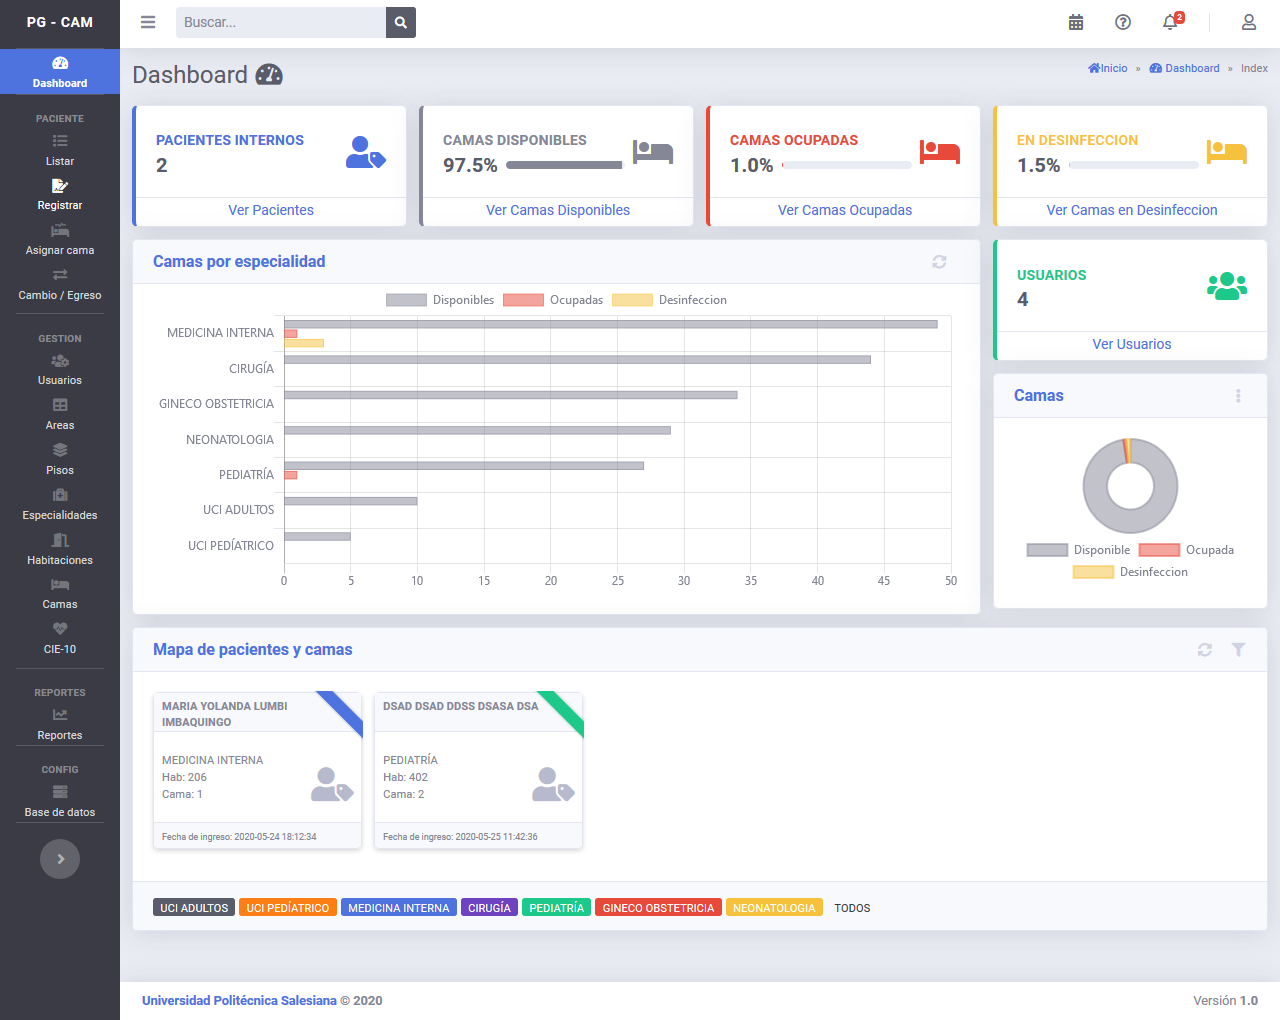 PG - CAM
Buscar...
2
Dashboard
PACIENTE
Listar
Registrar
Asignar cama
Cambio / Egreso
GESTION
Usuarios
Areas
Pisos
Especialidades
Habitaciones
Camas
CIE-10
REPORTES
Reportes
CONFIG
Base de datos
Dashboard
Inicio » Dashboard » Index
PACIENTES INTERNOS
2
Ver Pacientes
CAMAS DISPONIBLES
97.5%
Ver Camas Disponibles
CAMAS OCUPADAS
1.0%
Ver Camas Ocupadas
EN DESINFECCION
1.5%
Ver Camas en Desinfeccion
Camas por especialidad
Disponibles Ocupadas Desinfeccion
MEDICINA INTERNA
CIRUGÍA
GINECO OBSTETRICIA
NEONATOLOGIA
PEDIATRÍA
UCI ADULTOS
UCI PEDÍATRICO
0 5 10 15 20 25 30 35 40 45 50
USUARIOS
4
Ver Usuarios
Camas
Disponible Ocupada
Desinfeccion
Mapa de pacientes y camas
MARIA YOLANDA LUMBI
IMBAQUINGO
MEDICINA INTERNA
Hab: 206
Cama: 1
Fecha de ingreso: 2020-05-24 18:12:34
DSAD DSAD DDSS DSASA DSA
PEDIATRÍA
Hab: 402
Cama: 2
Fecha de ingreso: 2020-05-25 11:42:36
UCI ADULTOS UCI PEDÍATRICO MEDICINA INTERNA CIRUGÍA PEDIATRÍA GINECO OBSTETRICIA NEONATOLOGIA TODOS
Universidad Politécnica Salesiana © 2020
Versión 1.0